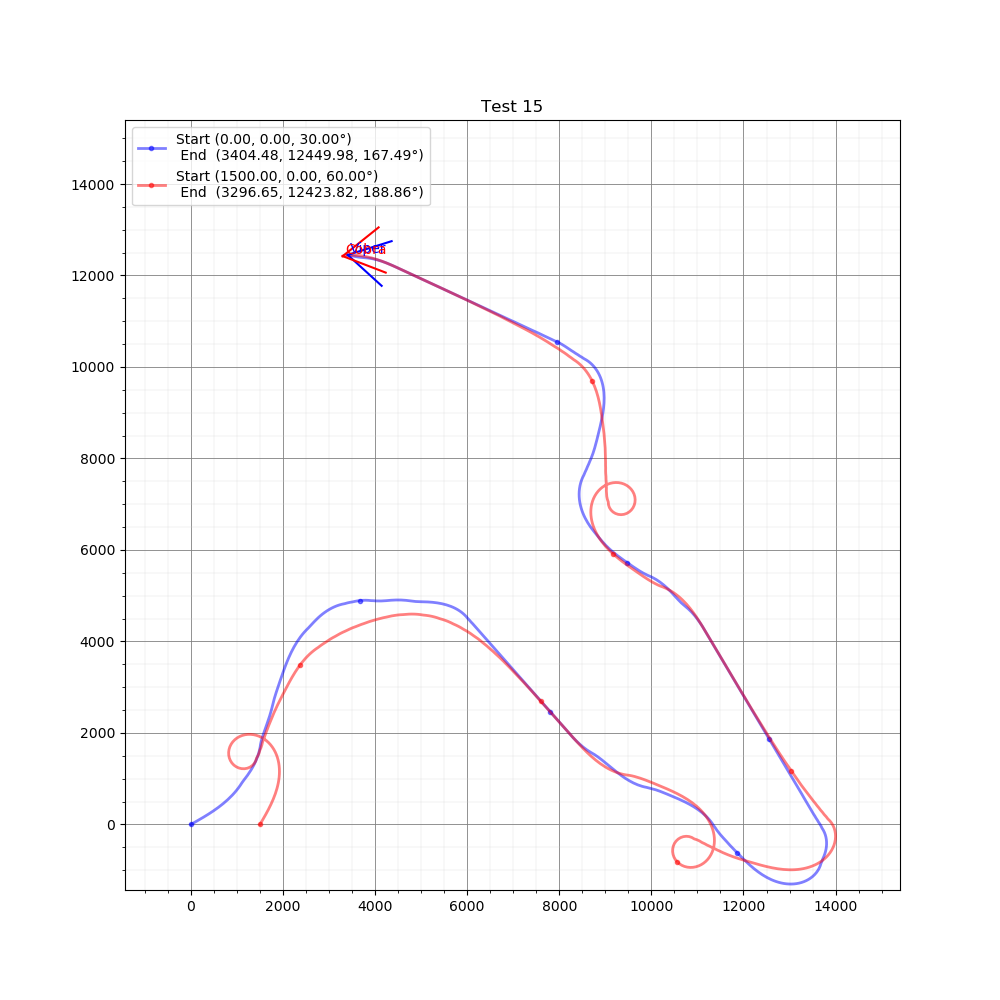 Test 15
Start (0.00, 0.00, 30.00°)
End (3404.48, 12449.98, 167.49°)
Start (1500.00, 0.00, 60.00°)
End (3296.65, 12423.82, 188.86°)
14000
12000
10000
8000
6000
4000
2000
0
0 2000 4000 6000 8000 10000 12000 14000